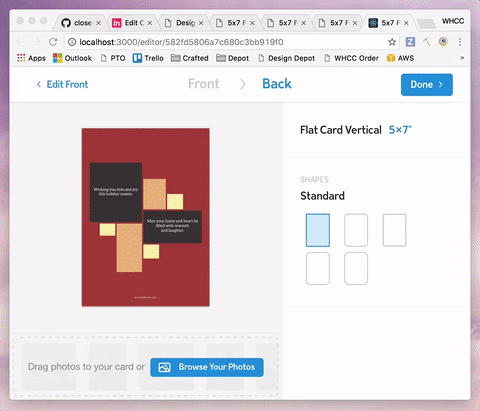 close
Edit C
Design
5x7 F
5x7 F
5x7 F
5x7 F
WHCC
localhost:3000/editor/582fd5806a7c680c3bb919f0
Apps Outlook PTO Trello Crafted Depot Design Depot WHCC Order AWS
Edit Front
Front
Back
Done
Flat Card Vertical 5×7"
SHAPES
Standard
Wishing you love and joy
this holiday season.
May your home and heart be
filled with warmth
and laughter.
Drag photos to your card or
Browse Your Photos